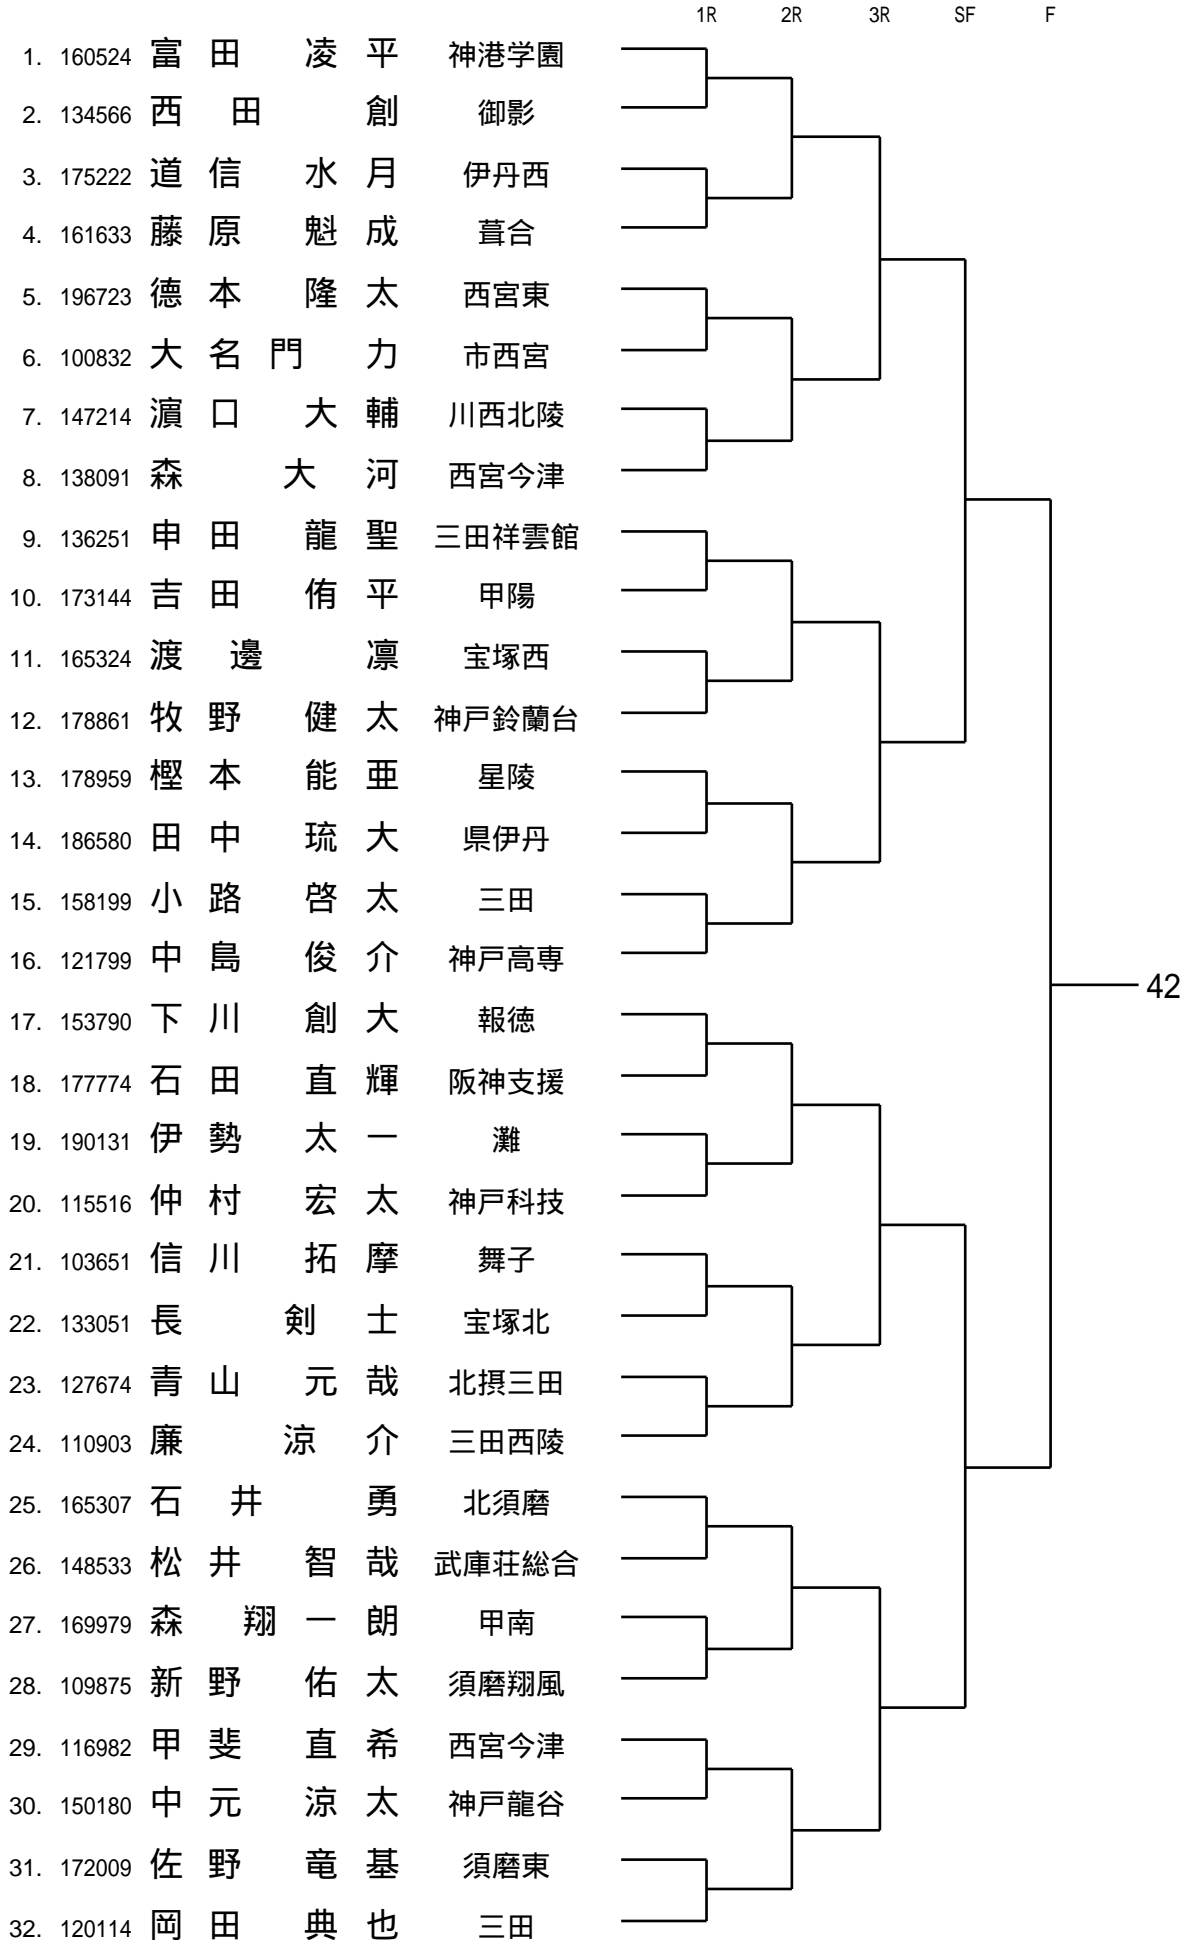 1R 2R 3R SF F
1. 160524 富田 凌平 神港学園
2. 134566 西田 創 御影
3. 175222 道信 水月 伊丹西
4. 161633 藤原 魁成 葺合
5. 196723 德本 隆太 西宮東
6. 100832 大名門 力 市西宮
7. 147214 濵口 大輔 川西北陵
8. 138091 森 大河 西宮今津
9. 136251 申田 龍聖 三田祥雲館
10. 173144 吉田 侑平 甲陽
11. 165324 渡邊 凛 宝塚西
12. 178861 牧野 健太 神戸鈴蘭台
13. 178959 樫本 能亜 星陵
14. 186580 田中 琉大 県伊丹
15. 158199 小路 啓太 三田
16. 121799 中島 俊介 神戸高専
42
17. 153790 下川 創大 報徳
18. 177774 石田 直輝 阪神支援
19. 190131 伊勢 太一 灘
20. 115516 仲村 宏太 神戸科技
21. 103651 信川 拓摩 舞子
22. 133051 長 剣士 宝塚北
23. 127674 青山 元哉 北摂三田
24. 110903 廉 涼介 三田西陵
25. 165307 石井 勇 北須磨
26. 148533 松井 智哉 武庫荘総合
27. 169979 森 翔一朗 甲南
28. 109875 新野 佑太 須磨翔風
29. 116982 甲斐 直希 西宮今津
30. 150180 中元 涼太 神戸龍谷
31. 172009 佐野 竜基 須磨東
32. 120114 岡田 典也 三田